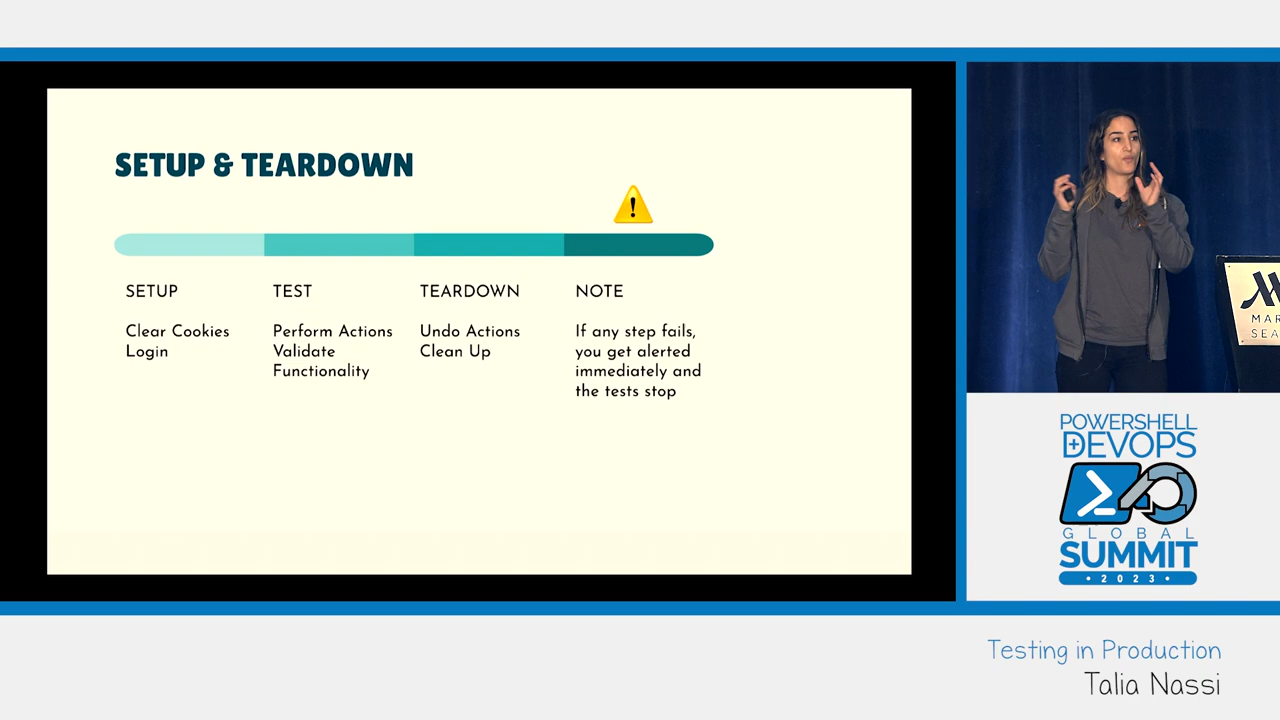 SETUP & TEARDOWN
SETUP
Clear Cookies
Login
TEST
Perform Actions
Validate
Functionality
TEARDOWN
Undo Actions
Clean Up
NOTE
If any step fails,
you get alerted
immediately and
the tests stop
MAR
SEA
POWERSHELL
DEVOPS
GLOBAL
SUMMIT
• 2023 •
Testing in Production
Talia Nassi